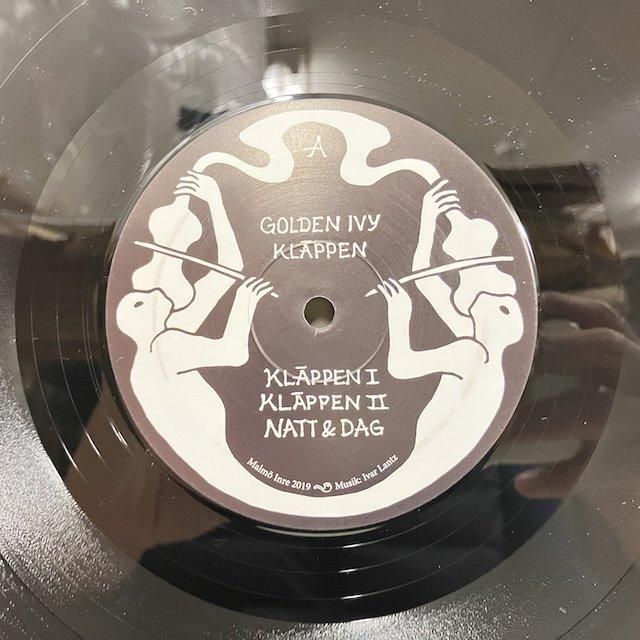 A
GOLDEN IVY
KLÄPPEN
KLÄPPEN I
KLÄPPEN II
NATT & DAG
Malmö Inre 2019 Musik: Ivar Lantz